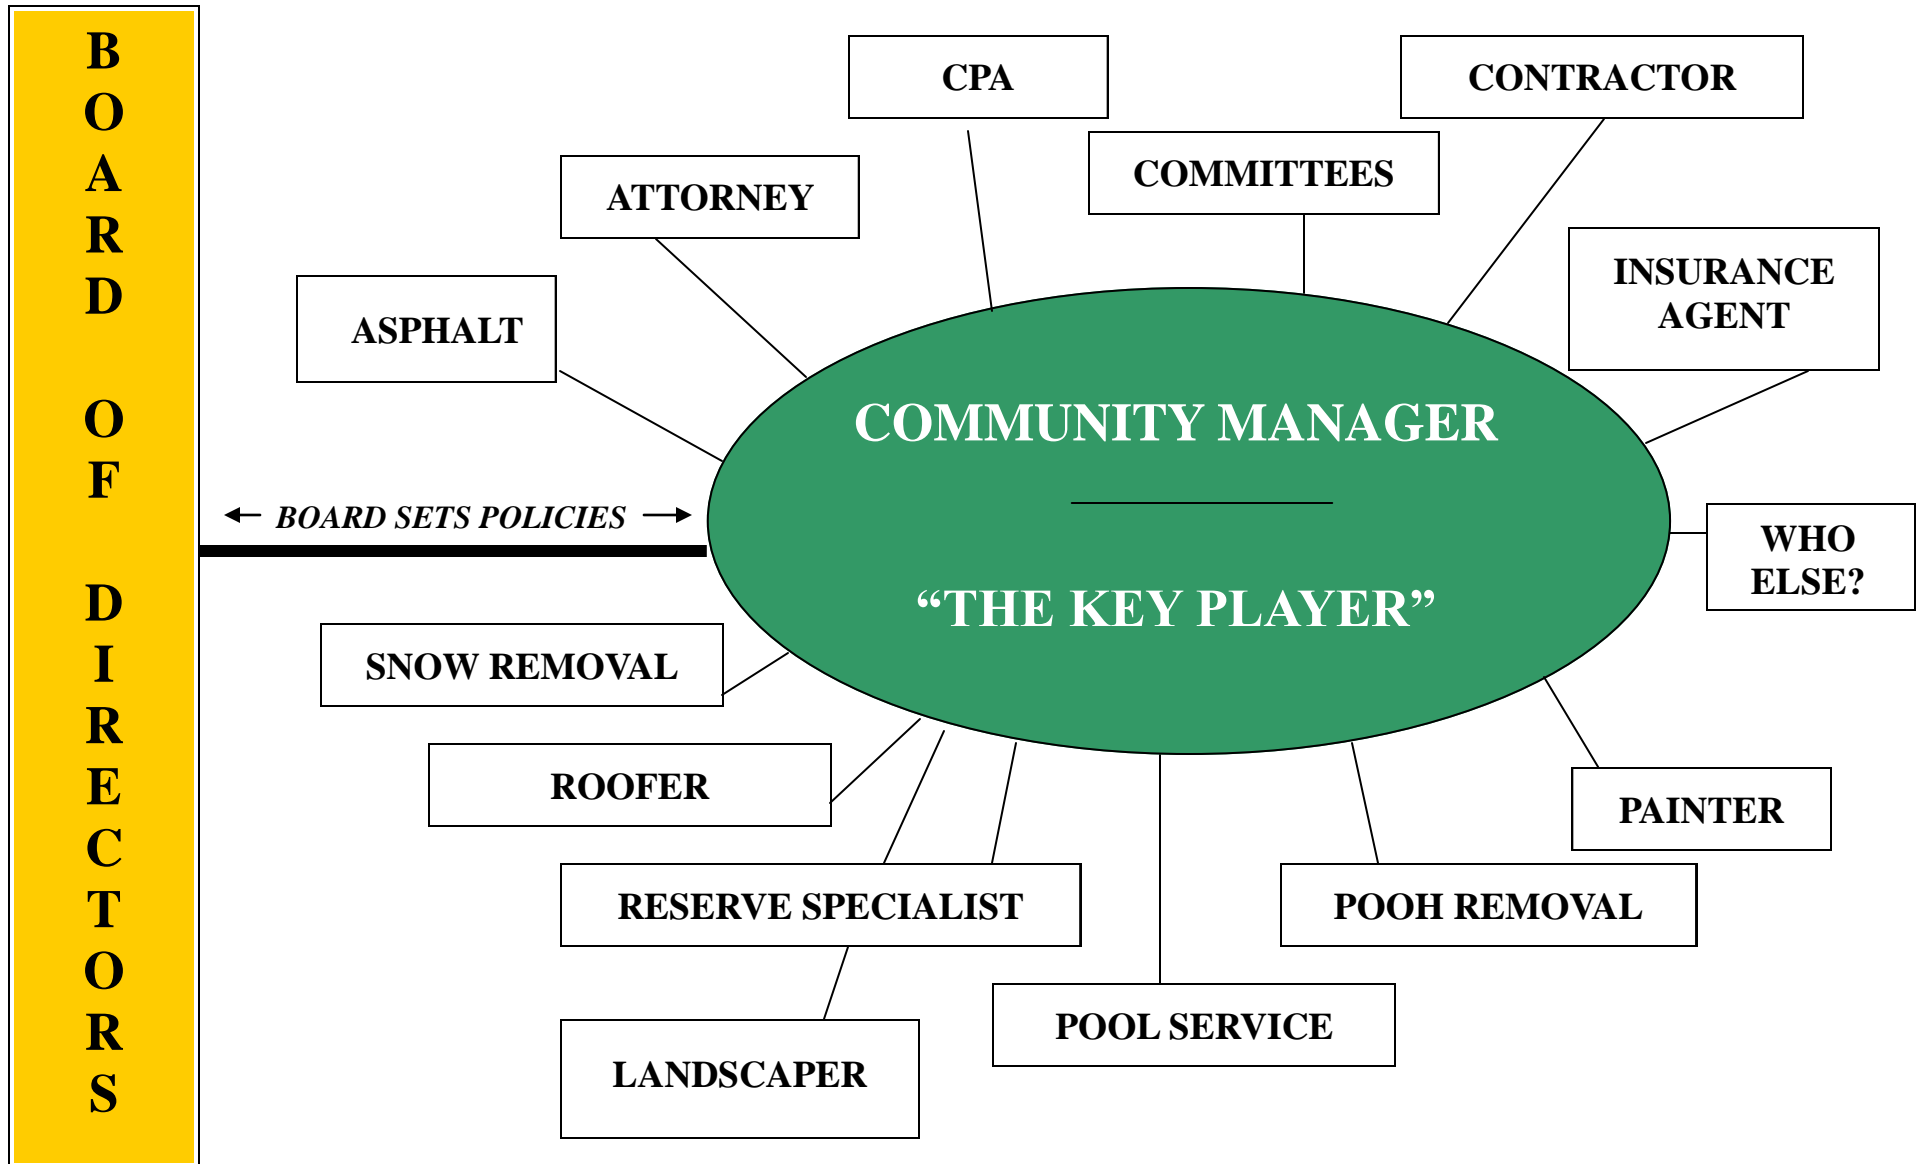 BOARD OF DIRECTORS
CPA
CONTRACTOR
COMMITTEES
ATTORNEY
INSURANCE
AGENT
ASPHALT
COMMUNITY MANAGER
BOARD SETS POLICIES
WHO
ELSE?
“THE KEY PLAYER”
SNOW REMOVAL
ROOFER
PAINTER
RESERVE SPECIALIST
POOH REMOVAL
POOL SERVICE
LANDSCAPER